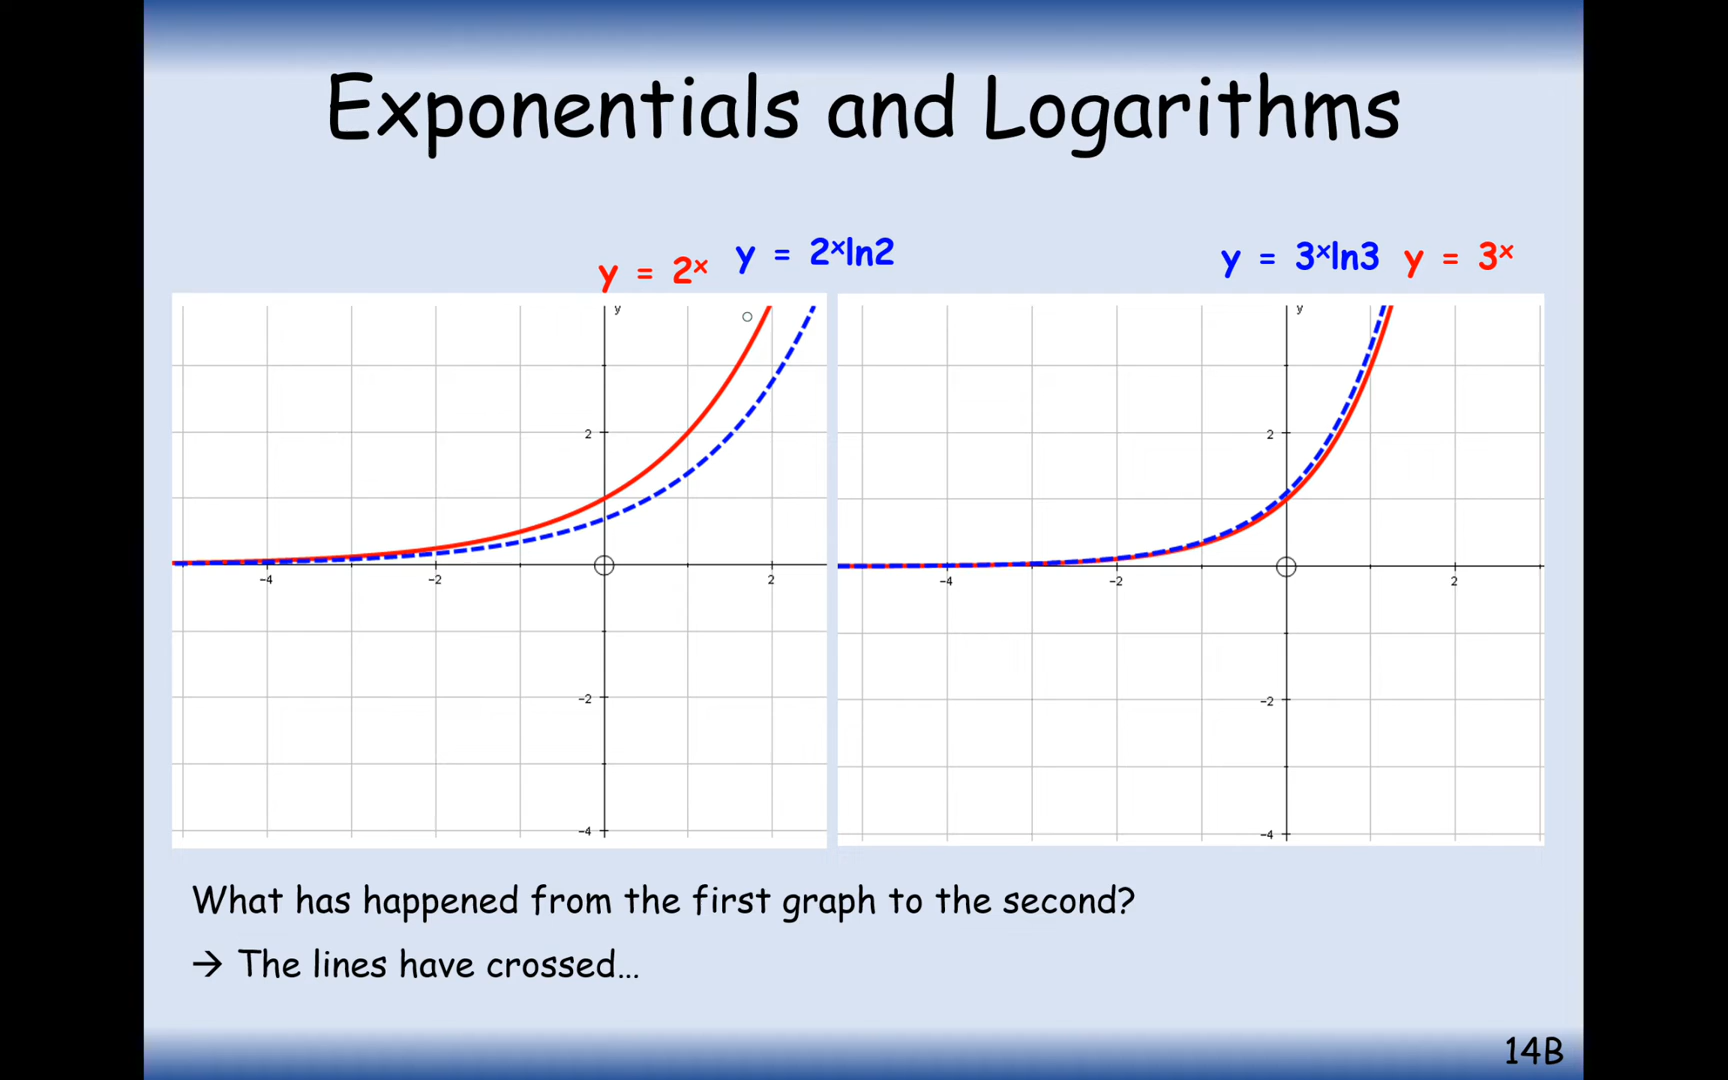 Exponentials and Logarithms
y = 2ˣ y = 2ˣln2
y = 3ˣln3 y = 3ˣ
y
2
-4 -2 2
-2
-4
y
2
-4 -2 2
-2
-4
What has happened from the first graph to the second?
→ The lines have crossed…
14B